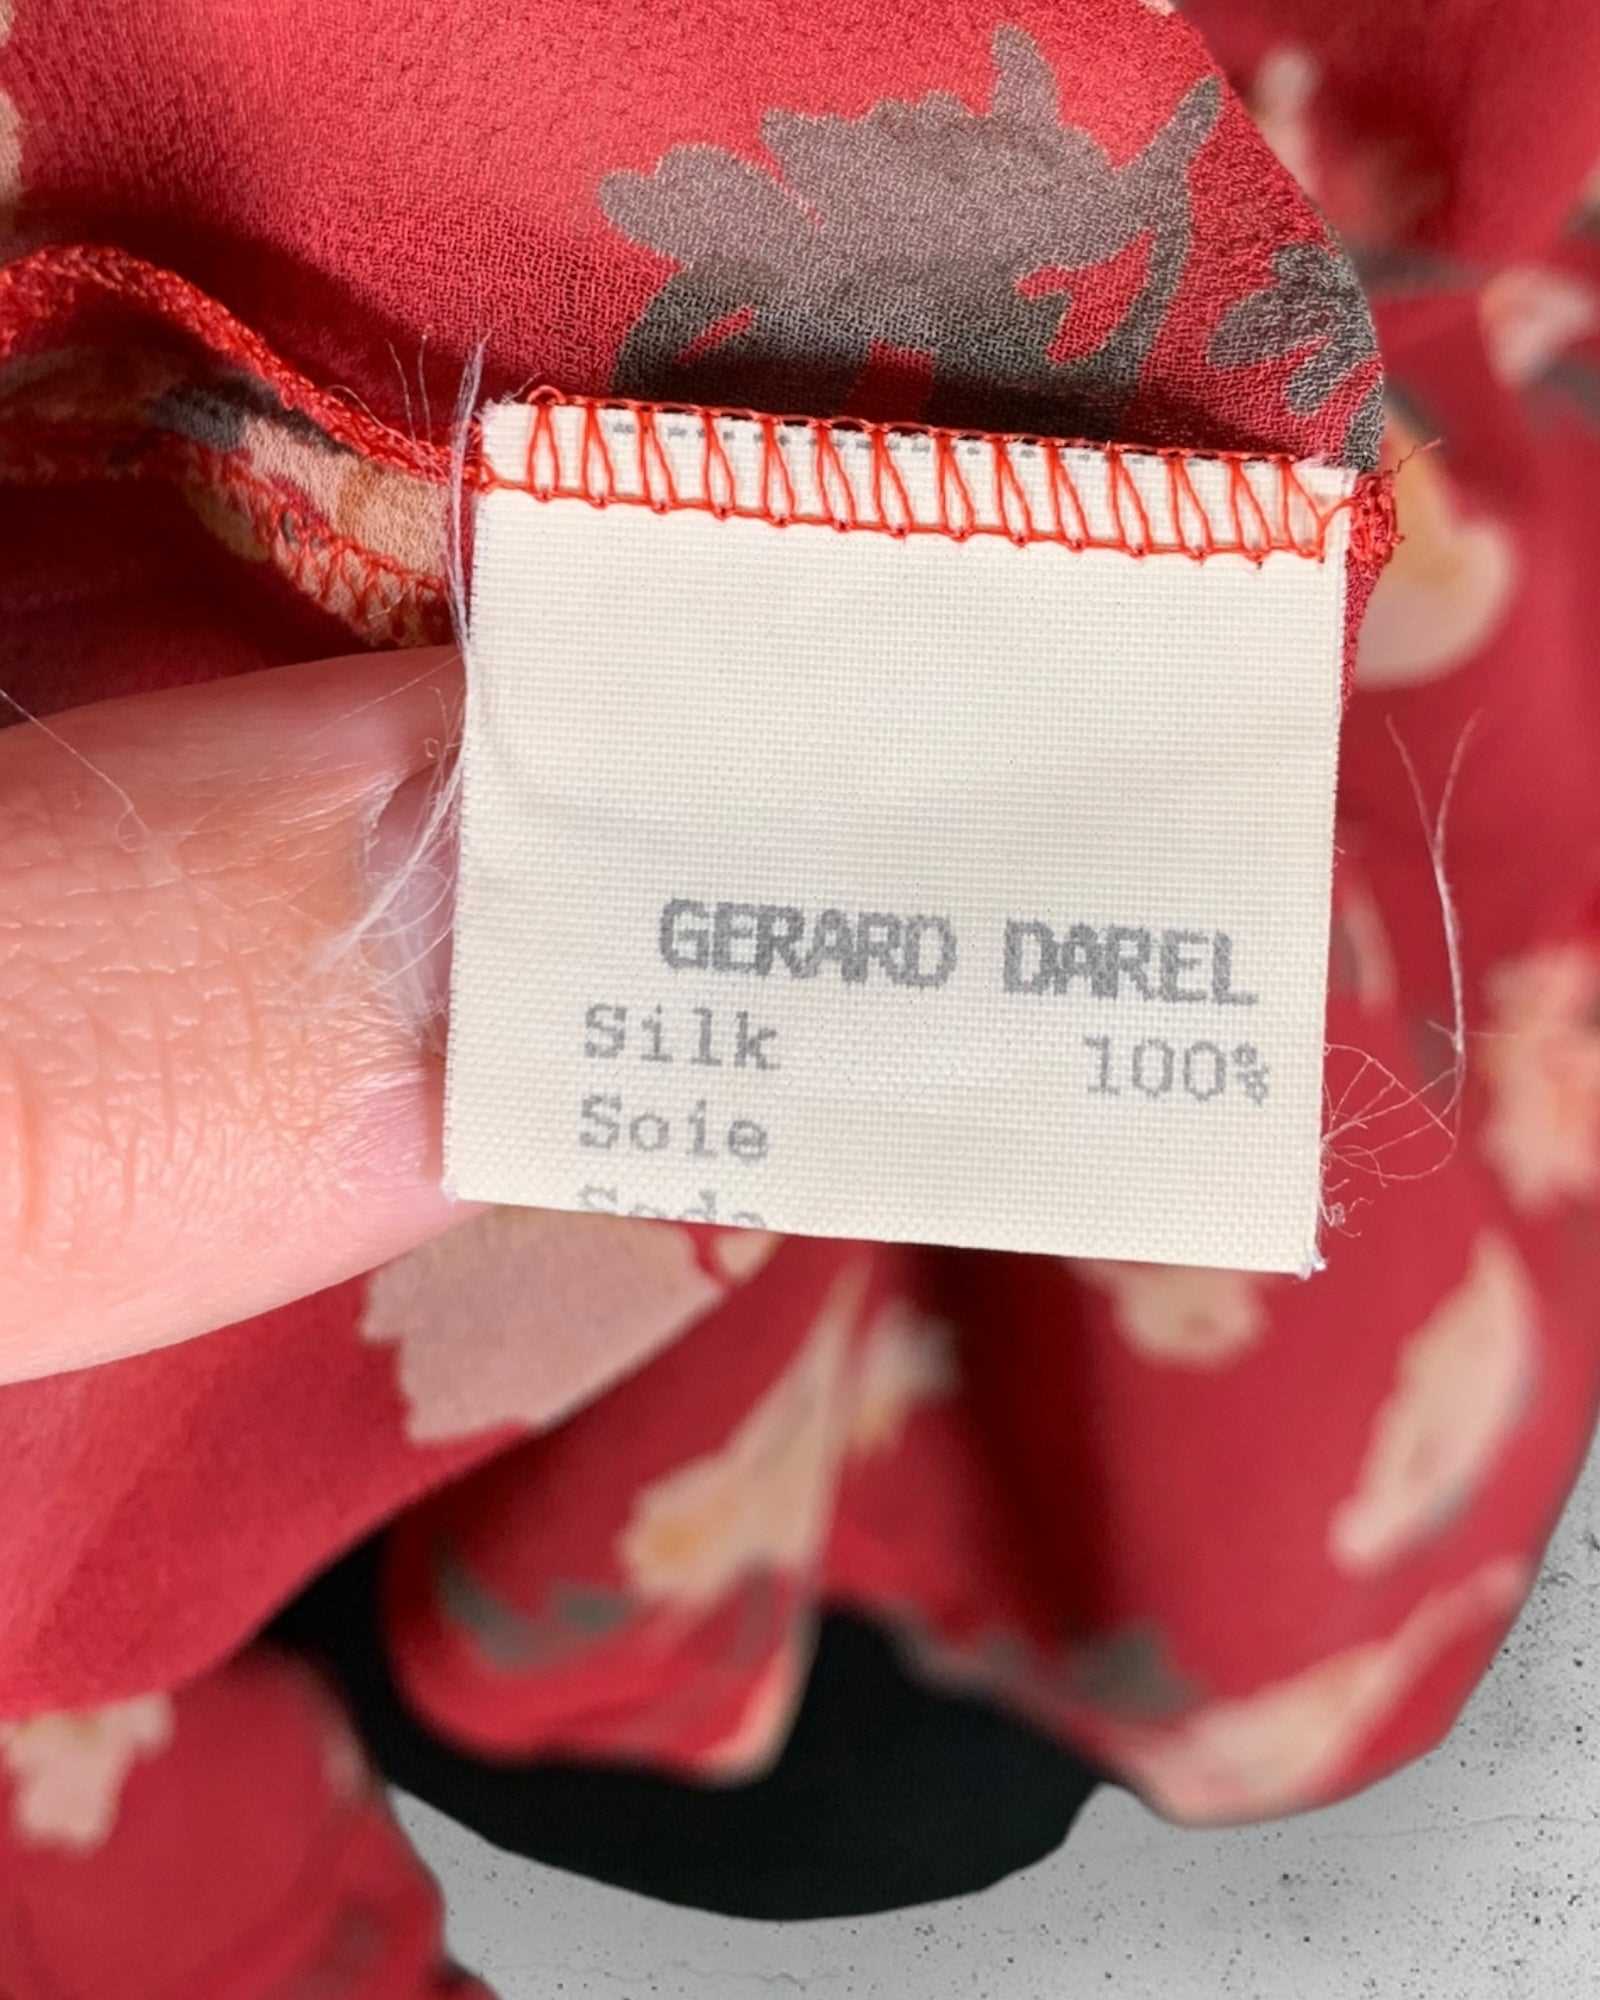 GERARD DAREL
Silk 100%
Soie